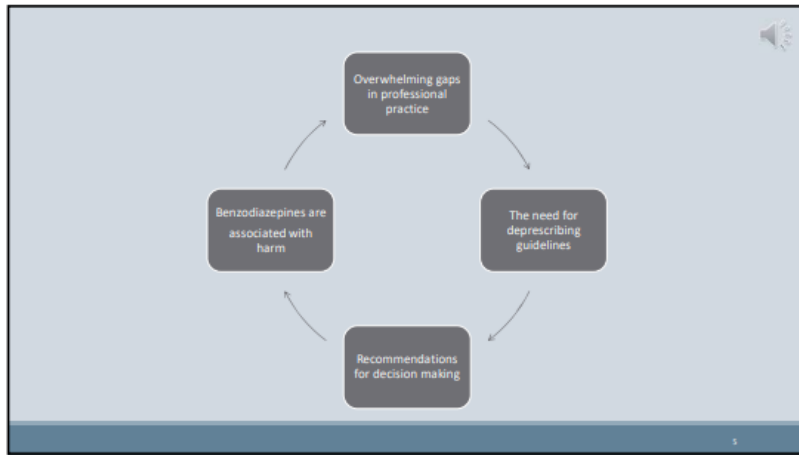 Overwhelming gaps
in professional
practice
Benzodiazepines are
associated with
harm
The need for
deprescribing
guidelines
Recommendations
for decision making
5